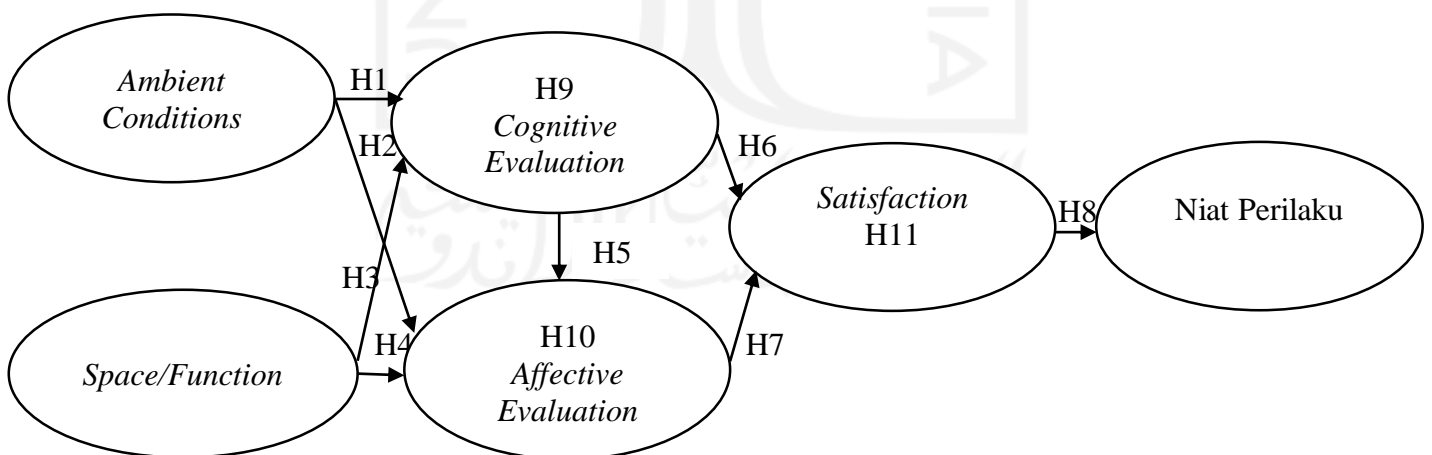 Ambient
Conditions
H1
H9
Cognitive
Evaluation
H2
H6
Satisfaction
H11
H8
Niat Perilaku
H5
H3
H4
Space/Function
H10
Affective
Evaluation
H7